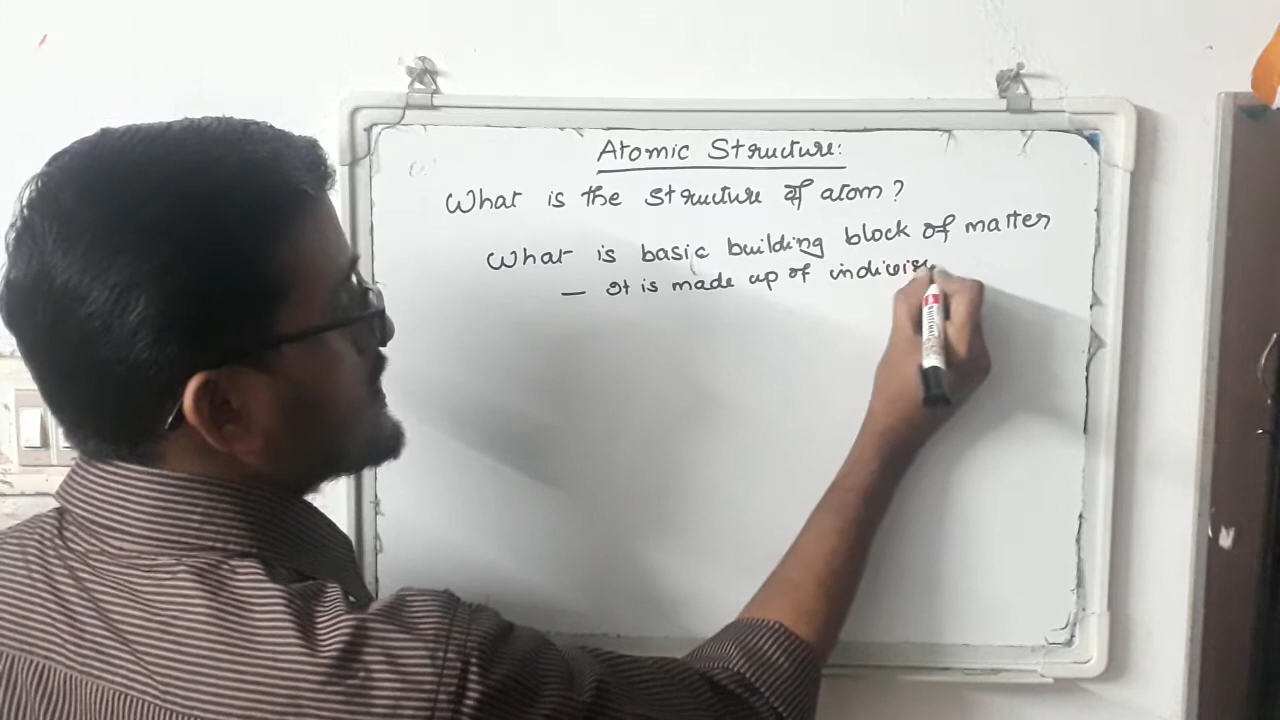 Atomic Structure:
What is the structure of atom?
What is basic building block of matter
— It is made up of indivisi